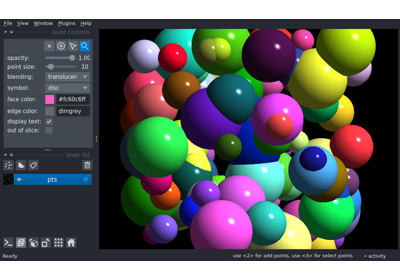 File View Window Plugins Help
layer controls
opacity: 1.00
point size: 10
blending: translucen
symbol: disc
face color: #fc60c6ff
edge color: dimgrey
display text:
out of slice:
layer list
pts
Ready use <2> for add points, use <3> for select points activity